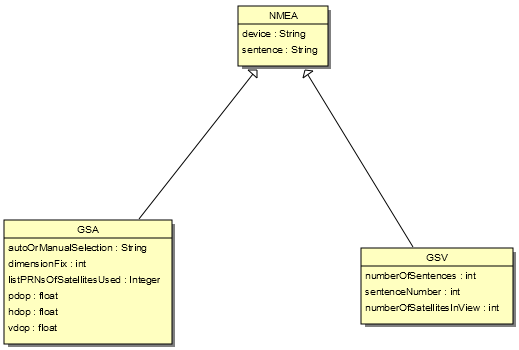 NMEA
device : String
sentence : String
GSA
autoOrManualSelection : String
dimensionFix : int
listPRNsOfSatellitesUsed : Integer
pdop : float
hdop : float
vdop : float
GSV
numberOfSentences : int
sentenceNumber : int
numberOfSatellitesInView : int